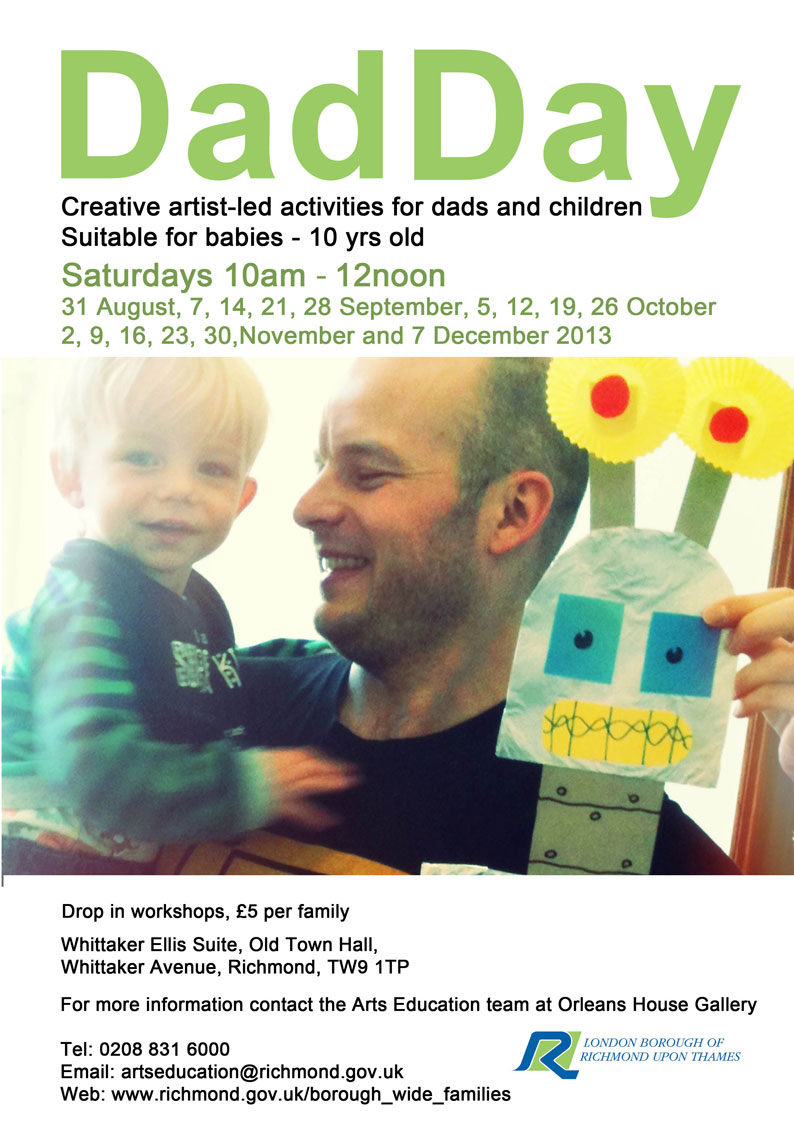 DadDay
Creative artist-led activities for dads and children
Suitable for babies - 10 yrs old
Saturdays 10am - 12noon
31 August, 7, 14, 21, 28 September, 5, 12, 19, 26 October
2, 9, 16, 23, 30,November and 7 December 2013
Drop in workshops, £5 per family
Whittaker Ellis Suite, Old Town Hall,
Whittaker Avenue, Richmond, TW9 1TP
For more information contact the Arts Education team at Orleans House Gallery
Tel: 0208 831 6000
Email: artseducation@richmond.gov.uk
Web: www.richmond.gov.uk/borough_wide_families
LONDON BOROUGH OF
RICHMOND UPON THAMES